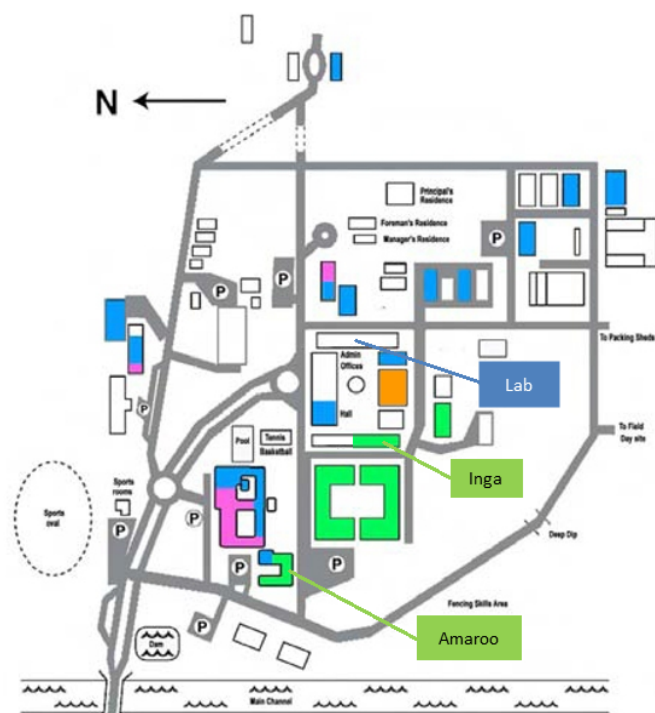 N
Principal's
Residence
Forsman's Residence
Manager's Residence
P
P
P
To Packing Sheds
Admin
Offices
Lab
P
Hall
To Field
Day site
Pool
Tennis
Basketball
Inga
Sports
rooms
Sports
oval
P
P
Deep Dip
P
P
Fencing Skills Area
P
Amaroo
Dam
Main Channel